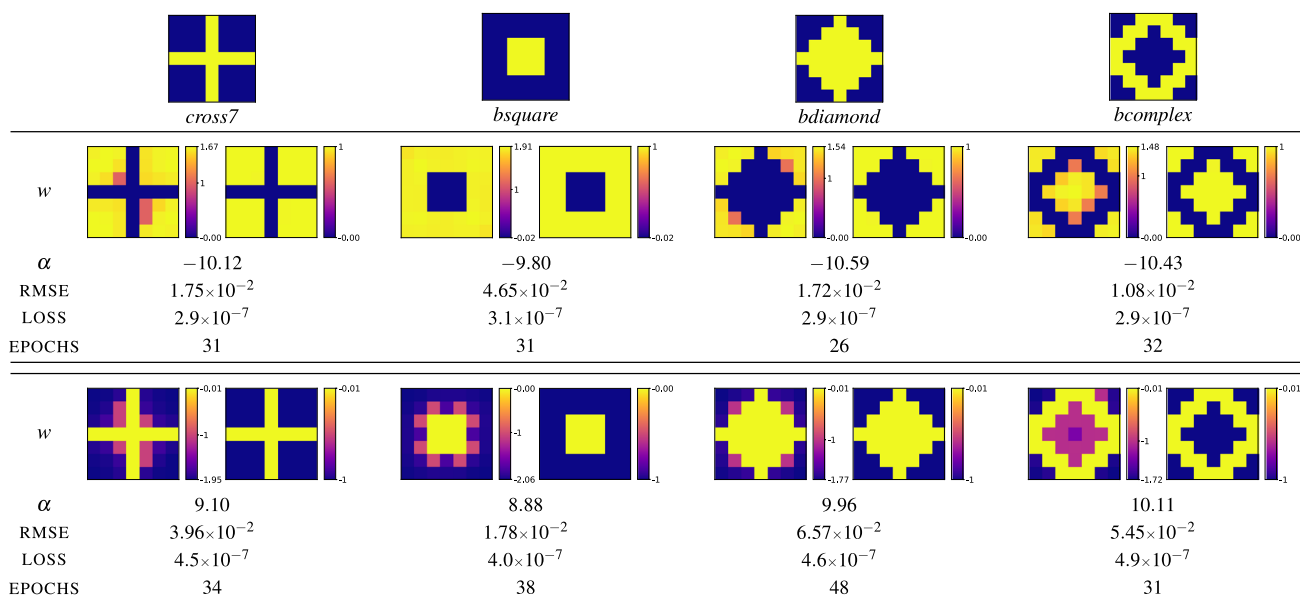 cross7 bsquare bdiamond bcomplex
1.67 1 1.91 1 1.54 1 1.48 1
w 1 1 1 1
-0.00 -0.00 -0.02 -0.02 -0.00 -0.00 -0.00 -0.00
α −10.12 −9.80 −10.59 −10.43
RMSE 1.75×10⁻² 4.65×10⁻² 1.72×10⁻² 1.08×10⁻²
LOSS 2.9×10⁻⁷ 3.1×10⁻⁷ 2.9×10⁻⁷ 2.9×10⁻⁷
EPOCHS 31 31 26 32
-0.01 -0.01 -0.00 -0.00 -0.01 -0.01 -0.01 -0.01
w -1 -1 -1 -1
-1.95 -1 -2.06 -1 -1.77 -1 -1.72 -1
α 9.10 8.88 9.96 10.11
RMSE 3.96×10⁻² 1.78×10⁻² 6.57×10⁻² 5.45×10⁻²
LOSS 4.5×10⁻⁷ 4.0×10⁻⁷ 4.6×10⁻⁷ 4.9×10⁻⁷
EPOCHS 34 38 48 31